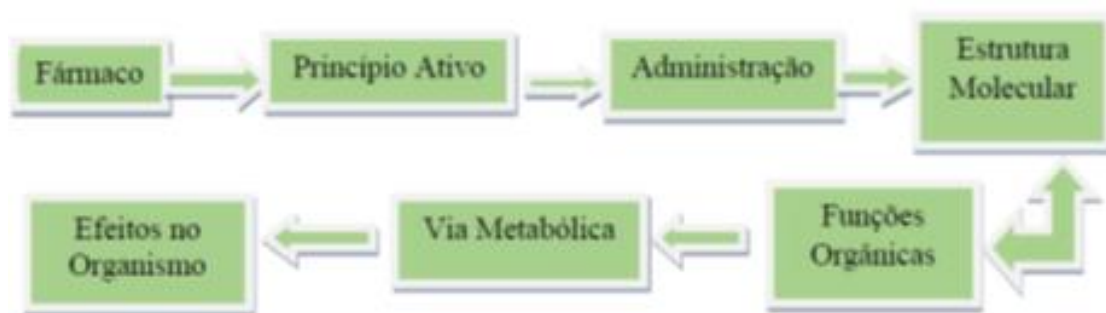 Fármaco
Princípio Ativo
Administração
Estrutura
Molecular
Funções
Orgânicas
Via Metabólica
Efeitos no
Organismo